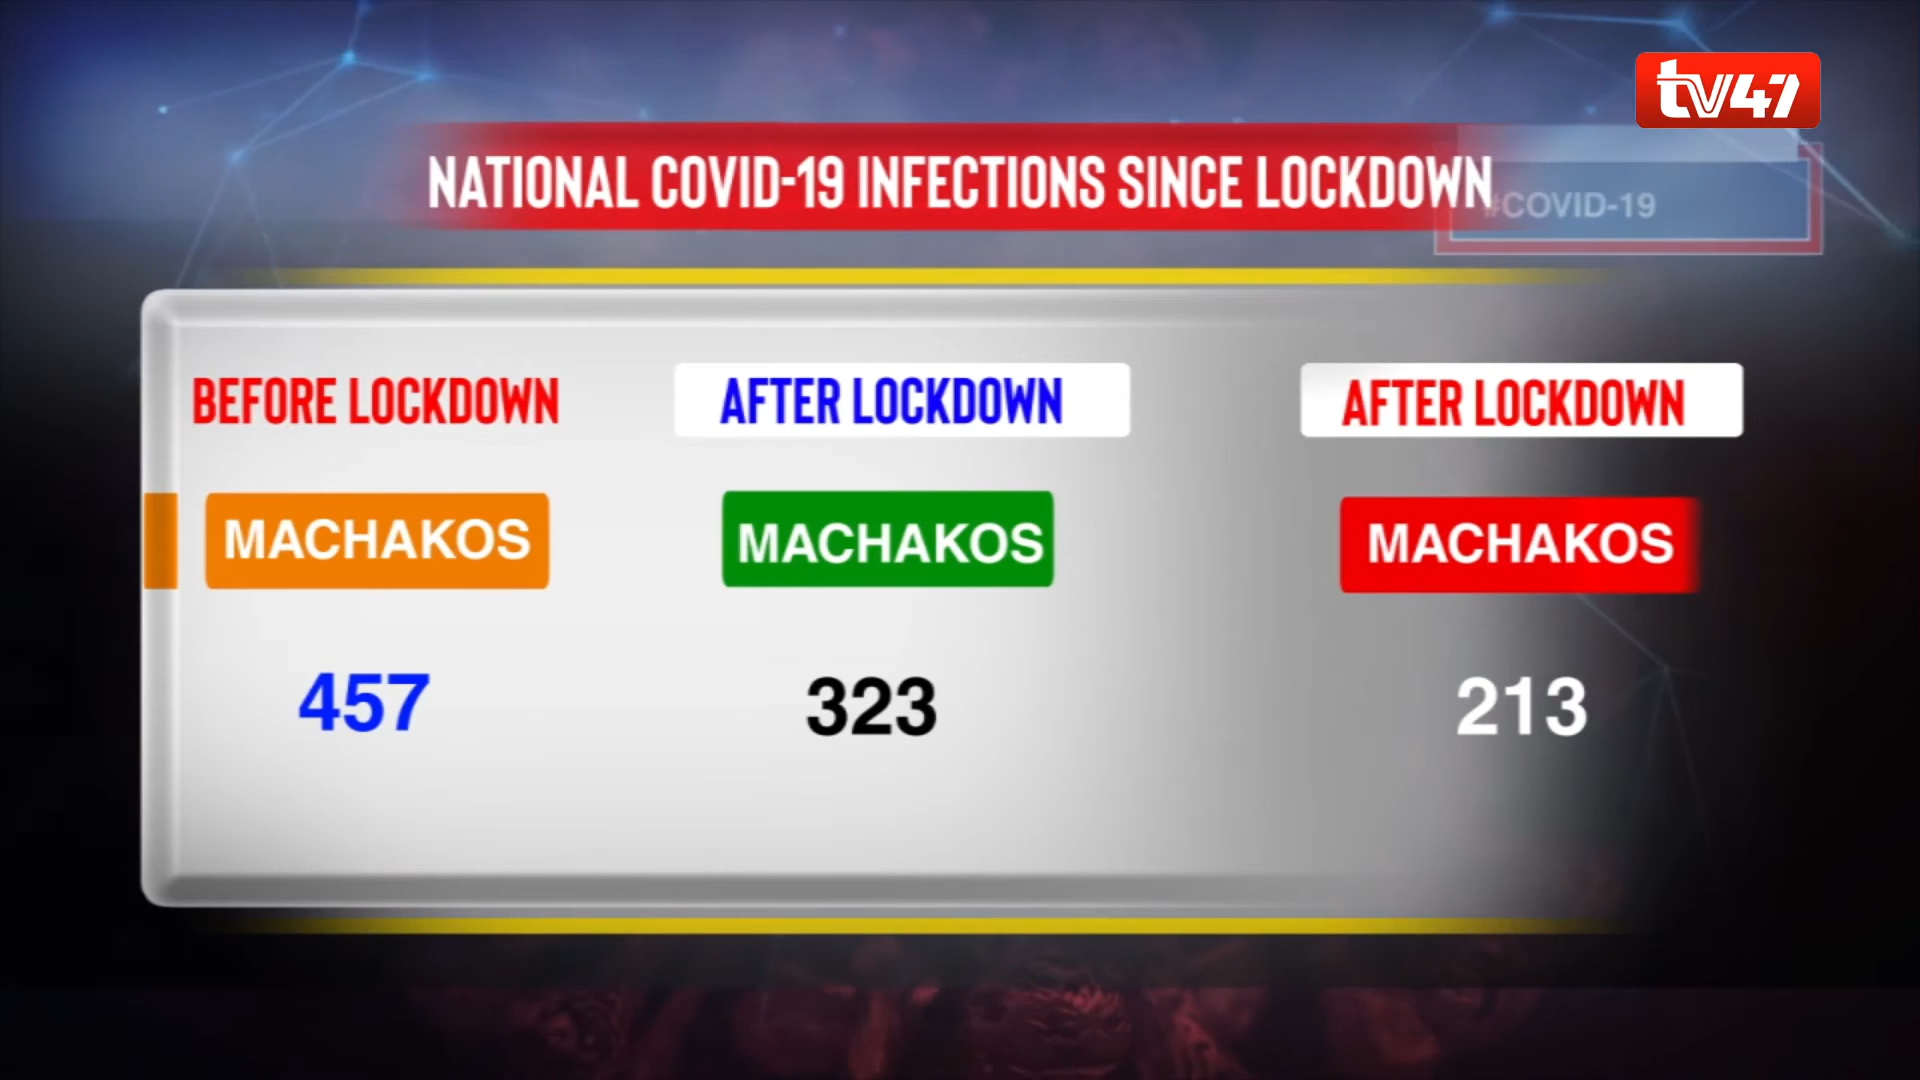 tv47
NATIONAL COVID-19 INFECTIONS SINCE LOCKDOWN
#COVID-19
BEFORE LOCKDOWN
AFTER LOCKDOWN
AFTER LOCKDOWN
MACHAKOS
MACHAKOS
MACHAKOS
457
323
213